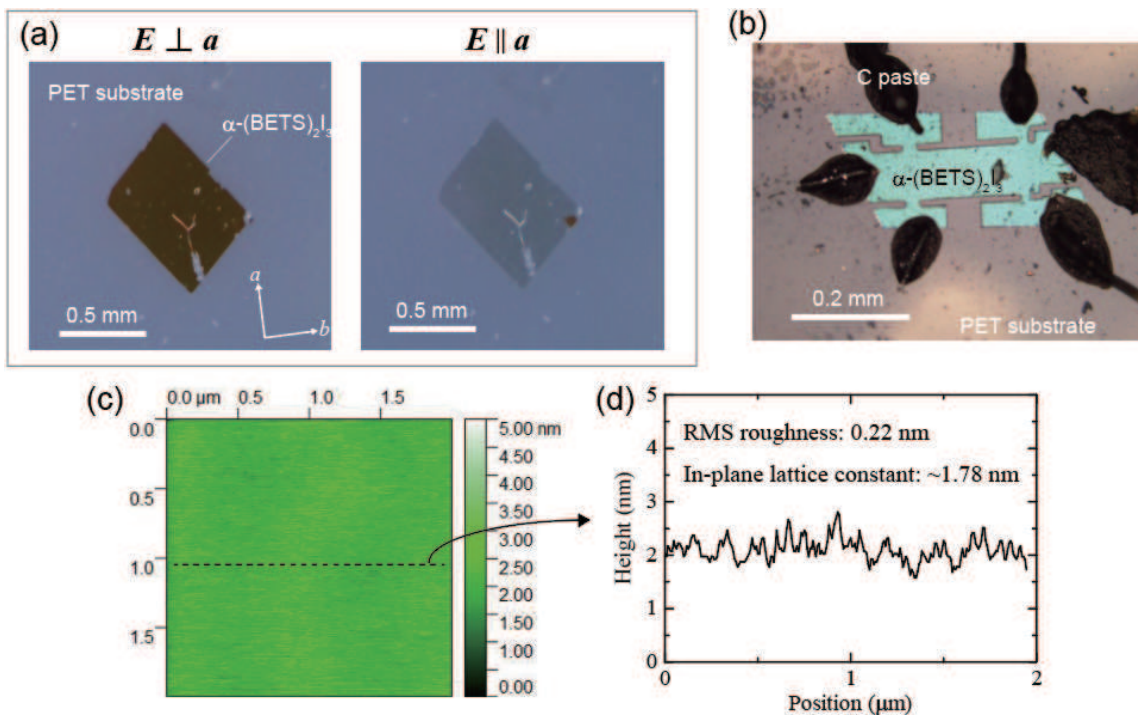 (a)
E ⊥ a
E ∥ a
PET substrate
α-(BETS)₂I₃
a
b
0.5 mm
0.5 mm
(b)
C paste
α-(BETS)₂I₃
0.2 mm
PET substrate
(c)
0.0 µm 0.5 1.0 1.5
0.0
0.5
1.0
1.5
5.00 nm
4.50
4.00
3.50
3.00
2.50
2.00
1.50
1.00
0.00
(d)
RMS roughness: 0.22 nm
In-plane lattice constant: ~1.78 nm
Height (nm)
5
4
3
2
1
0
0 1 2
Position (µm)